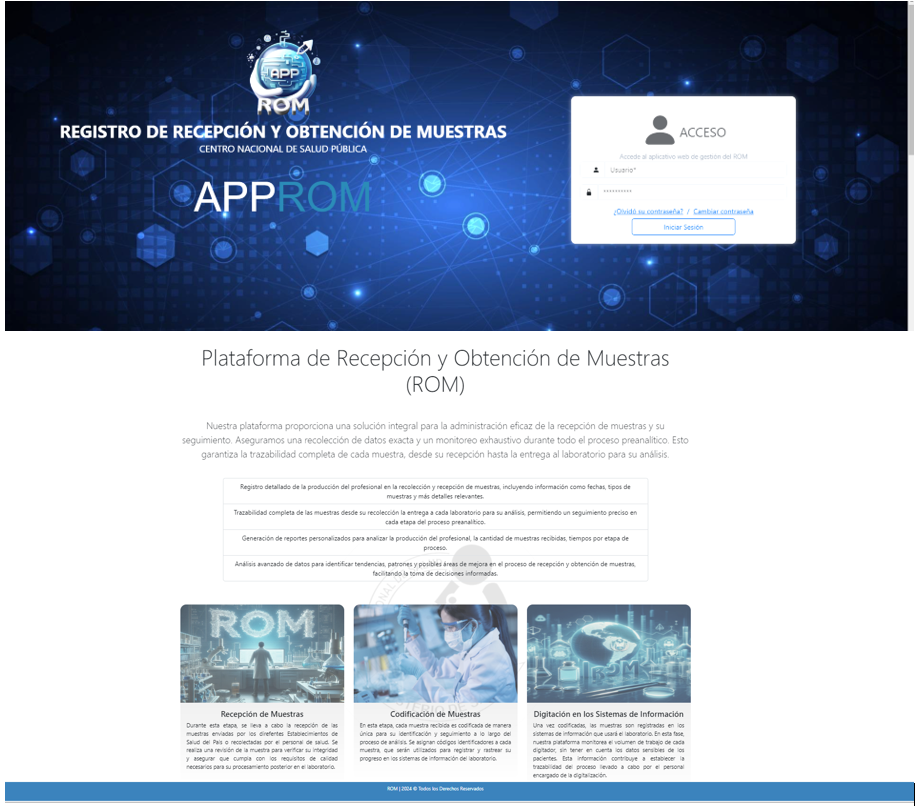 APP
ROM
REGISTRO DE RECEPCIÓN Y OBTENCIÓN DE MUESTRAS
CENTRO NACIONAL DE SALUD PÚBLICA
APPROM
ACCESO
Accede al aplicativo web de gestión del ROM
Usuario*
**********
¿Olvidó su contraseña? / Cambiar contraseña
Iniciar Sesión
Plataforma de Recepción y Obtención de Muestras
(ROM)
Nuestra plataforma proporciona una solución integral para la administración eficaz de la recepción de muestras y su
seguimiento. Aseguramos una recolección de datos exacta y un monitoreo exhaustivo durante todo el proceso preanalítico. Esto
garantiza la trazabilidad completa de cada muestra, desde su recepción hasta la entrega al laboratorio para su análisis.
Registro detallado de la producción del profesional en la recolección y recepción de muestras, incluyendo información como fechas, tipos de
muestras y más detalles relevantes.
Trazabilidad completa de las muestras desde su recolección la entrega a cada laboratorio para su análisis, permitiendo un seguimiento preciso en
cada etapa del proceso preanalítico.
Generación de reportes personalizados para analizar la producción del profesional, la cantidad de muestras recibidas, tiempos por etapa de
proceso.
Análisis avanzado de datos para identificar tendencias, patrones y posibles áreas de mejora en el proceso de recepción y obtención de muestras,
facilitando la toma de decisiones informadas.
ROM
Recepción de Muestras
Durante esta etapa, se lleva a cabo la recepción de las
muestras enviadas por los direfentes Establecimientos de
Salud del Pais o recolectadas por el personal de salud. Se
realiza una revisión de la muestra para verificar su integridad
y asegurar que cumpla con los requisitos de calidad
necesarios para su procesamiento posterior en el laboratorio.
Codificación de Muestras
En esta etapa, cada muestra recibida es codificada de manera
única para su identificación y seguimiento a lo largo del
proceso de análisis. Se asignan códigos identificadores a cada
muestra, que serán utilizados para registrar y rastrear su
progreso en los sistemas de información del laboratorio.
Digitación en los Sistemas de Información
Una vez codificadas, las muestras son registradas en los
sistemas de información que usará el laboratorio. En esta fase,
nuestra plataforma monitorea el volumen de trabajo de cada
digitador, sin tener en cuenta los datos sensibles de los
pacientes. Esta información contribuye a establecer la
trazabilidad del proceso llevado a cabo por el personal
encargado de la digitalización.
ROM | 2024 © Todos los Derechos Reservados